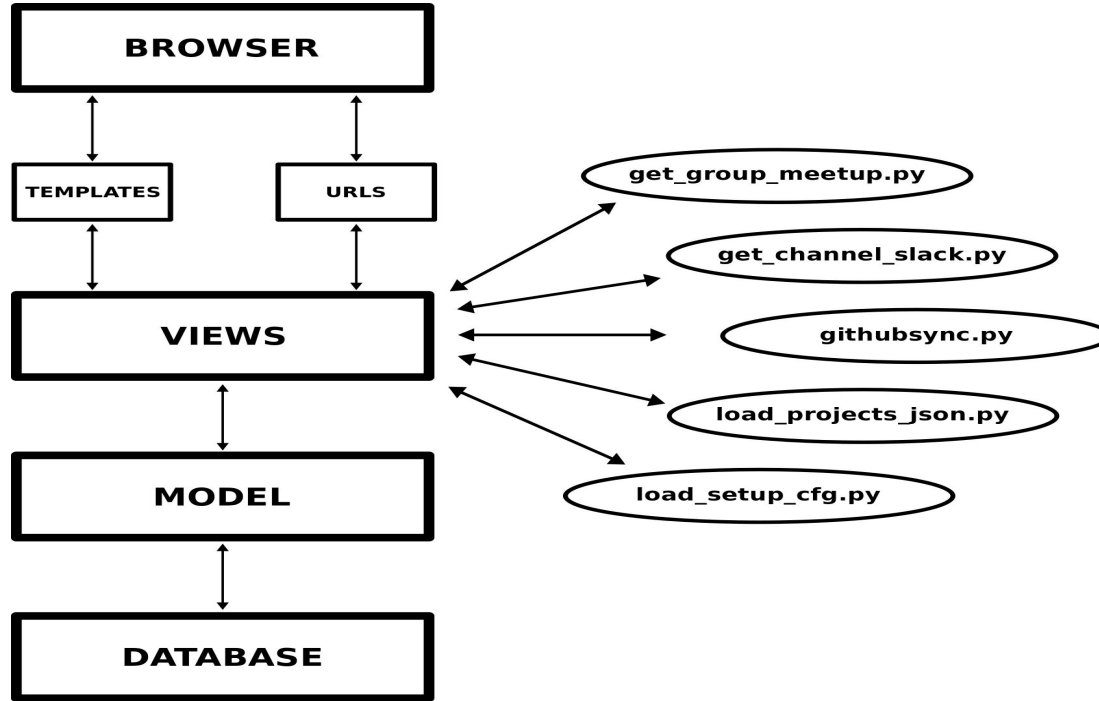 BROWSER
TEMPLATES
URLS
get_group_meetup.py
get_channel_slack.py
VIEWS
githubsync.py
load_projects_json.py
MODEL
load_setup_cfg.py
DATABASE